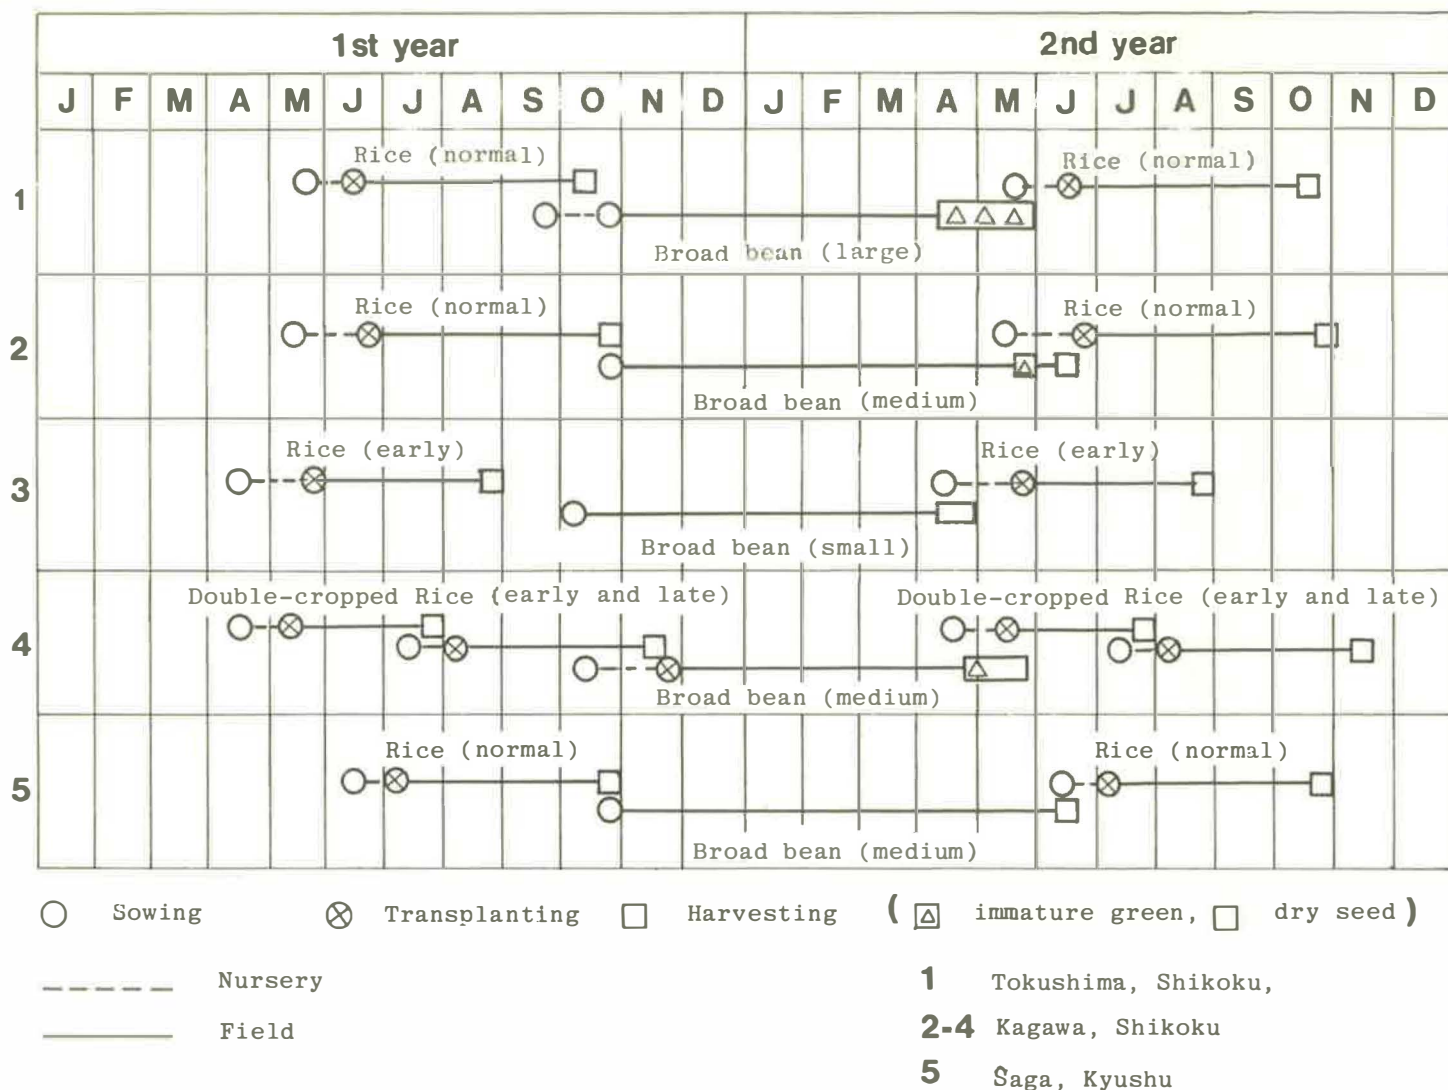 1st year 2nd year
J F M A M J J A S O N D J F M A M J J A S O N D
Rice (normal) Rice (normal)
1
Broad bean (large)
Rice (normal) Rice (normal)
2
Broad bean (medium)
Rice (early) Rice (early)
3
Broad bean (small)
Double-cropped Rice (early and late) Double-cropped Rice (early and late)
4
Broad bean (medium)
Rice (normal) Rice (normal)
5
Broad bean (medium)
Sowing Transplanting Harvesting ( immature green, dry seed )
Nursery
Field
1 Tokushima, Shikoku,
2-4 Kagawa, Shikoku
5 Saga, Kyushu